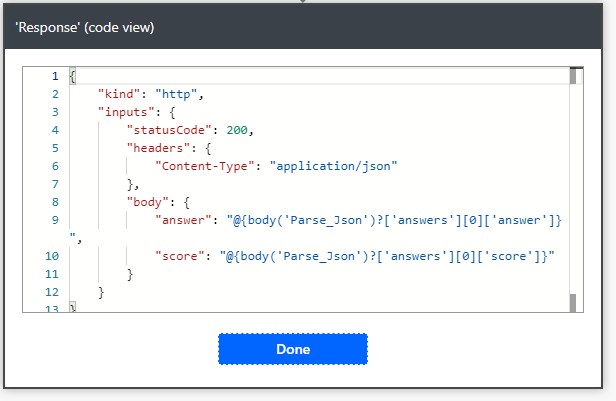 'Response' (code view)
1 {
2 "kind": "http",
3 "inputs": {
4 "statusCode": 200,
5 "headers": {
6 "Content-Type": "application/json"
7 },
8 "body": {
9 "answer": "@{body('Parse_Json')?['answers'][0]['answer']}
",
10 "score": "@{body('Parse_Json')?['answers'][0]['score']}"
11 }
12 }
13 }
Done